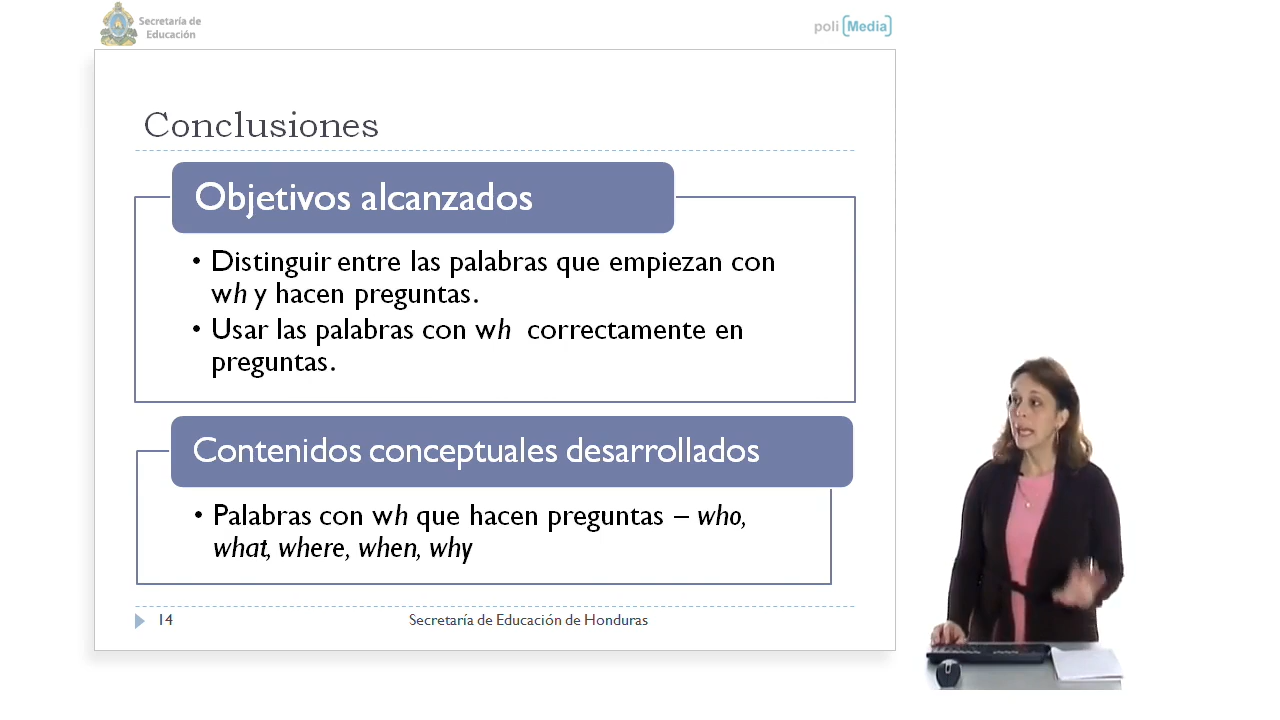 Secretaría de
Educación
poli [Media]
Conclusiones
Objetivos alcanzados
• Distinguir entre las palabras que empiezan con
wh y hacen preguntas.
• Usar las palabras con wh correctamente en
preguntas.
Contenidos conceptuales desarrollados
• Palabras con wh que hacen preguntas – who,
what, where, when, why
14
Secretaría de Educación de Honduras